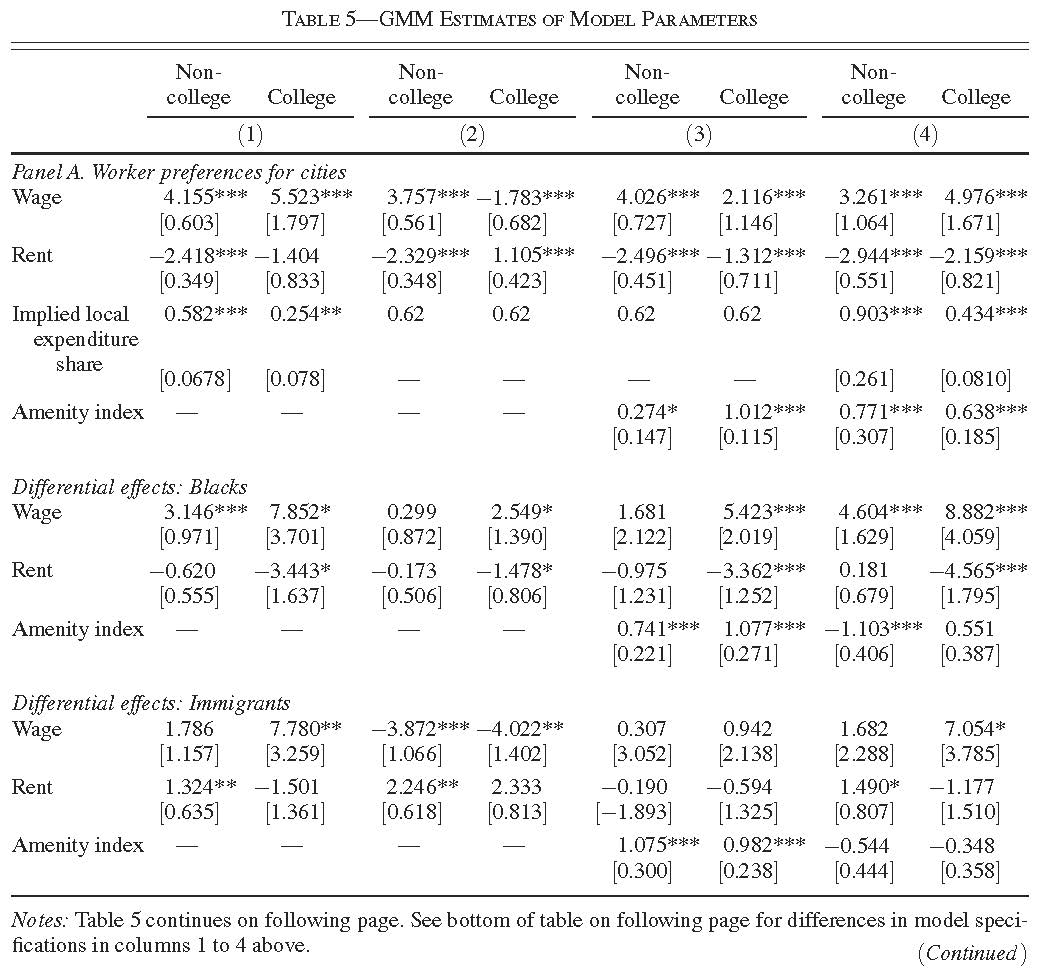 TABLE 5—GMM ESTIMATES OF MODEL PARAMETERS
Non- Non- Non- Non-
college College college College college College college College
(1) (2) (3) (4)
Panel A. Worker preferences for cities
Wage 4.155*** 5.523*** 3.757*** −1.783*** 4.026*** 2.116*** 3.261*** 4.976***
[0.603] [1.797] [0.561] [0.682] [0.727] [1.146] [1.064] [1.671]
Rent −2.418*** −1.404 −2.329*** 1.105*** −2.496*** −1.312*** −2.944*** −2.159***
[0.349] [0.833] [0.348] [0.423] [0.451] [0.711] [0.551] [0.821]
Implied local 0.582*** 0.254** 0.62 0.62 0.62 0.62 0.903*** 0.434***
expenditure
share
[0.0678] [0.078] — — — — [0.261] [0.0810]
Amenity index — — — — 0.274* 1.012*** 0.771*** 0.638***
[0.147] [0.115] [0.307] [0.185]
Differential effects: Blacks
Wage 3.146*** 7.852* 0.299 2.549* 1.681 5.423*** 4.604*** 8.882***
[0.971] [3.701] [0.872] [1.390] [2.122] [2.019] [1.629] [4.059]
Rent −0.620 −3.443* −0.173 −1.478* −0.975 −3.362*** 0.181 −4.565***
[0.555] [1.637] [0.506] [0.806] [1.231] [1.252] [0.679] [1.795]
Amenity index — — — — 0.741*** 1.077*** −1.103*** 0.551
[0.221] [0.271] [0.406] [0.387]
Differential effects: Immigrants
Wage 1.786 7.780** −3.872*** −4.022** 0.307 0.942 1.682 7.054*
[1.157] [3.259] [1.066] [1.402] [3.052] [2.138] [2.288] [3.785]
Rent 1.324** −1.501 2.246** 2.333 −0.190 −0.594 1.490* −1.177
[0.635] [1.361] [0.618] [0.813] [−1.893] [1.325] [0.807] [1.510]
Amenity index — — — — 1.075*** 0.982*** −0.544 −0.348
[0.300] [0.238] [0.444] [0.358]
Notes: Table 5 continues on following page. See bottom of table on following page for differences in model speci-
fications in columns 1 to 4 above.
(Continued)